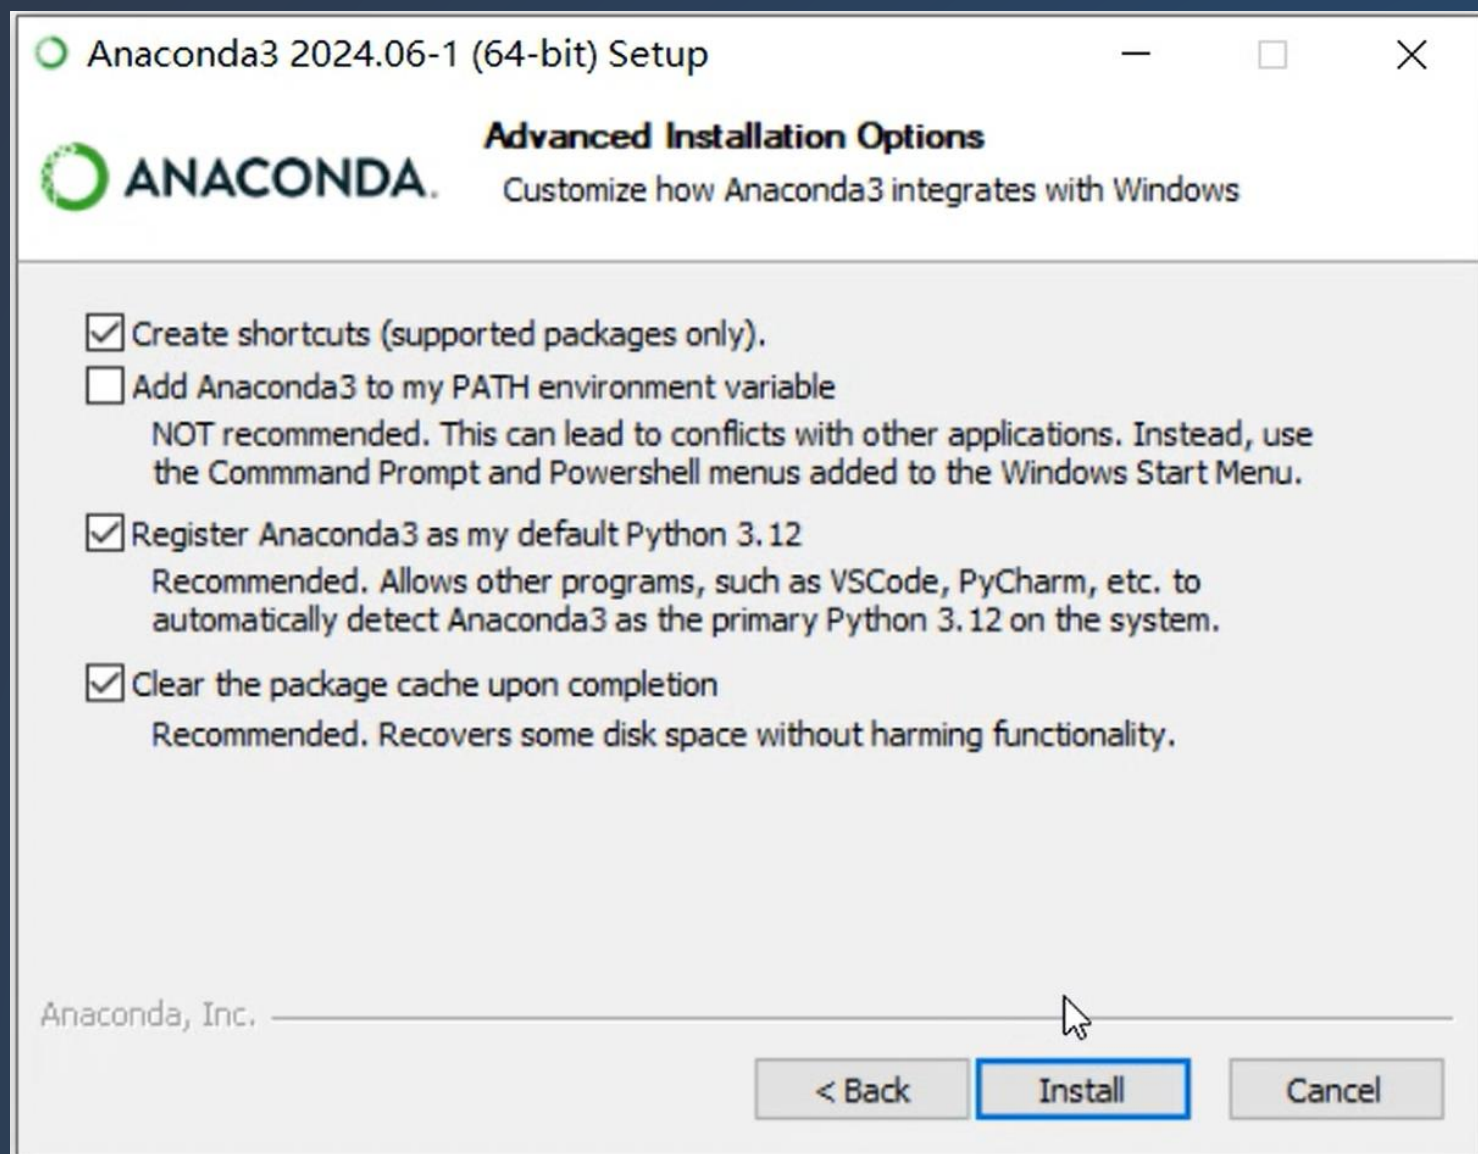 Anaconda3 2024.06-1 (64-bit) Setup
ANACONDA.
Advanced Installation Options
Customize how Anaconda3 integrates with Windows
Create shortcuts (supported packages only).
Add Anaconda3 to my PATH environment variable
NOT recommended. This can lead to conflicts with other applications. Instead, use
the Commmand Prompt and Powershell menus added to the Windows Start Menu.
Register Anaconda3 as my default Python 3.12
Recommended. Allows other programs, such as VSCode, PyCharm, etc. to
automatically detect Anaconda3 as the primary Python 3.12 on the system.
Clear the package cache upon completion
Recommended. Recovers some disk space without harming functionality.
Anaconda, Inc.
< Back
Install
Cancel